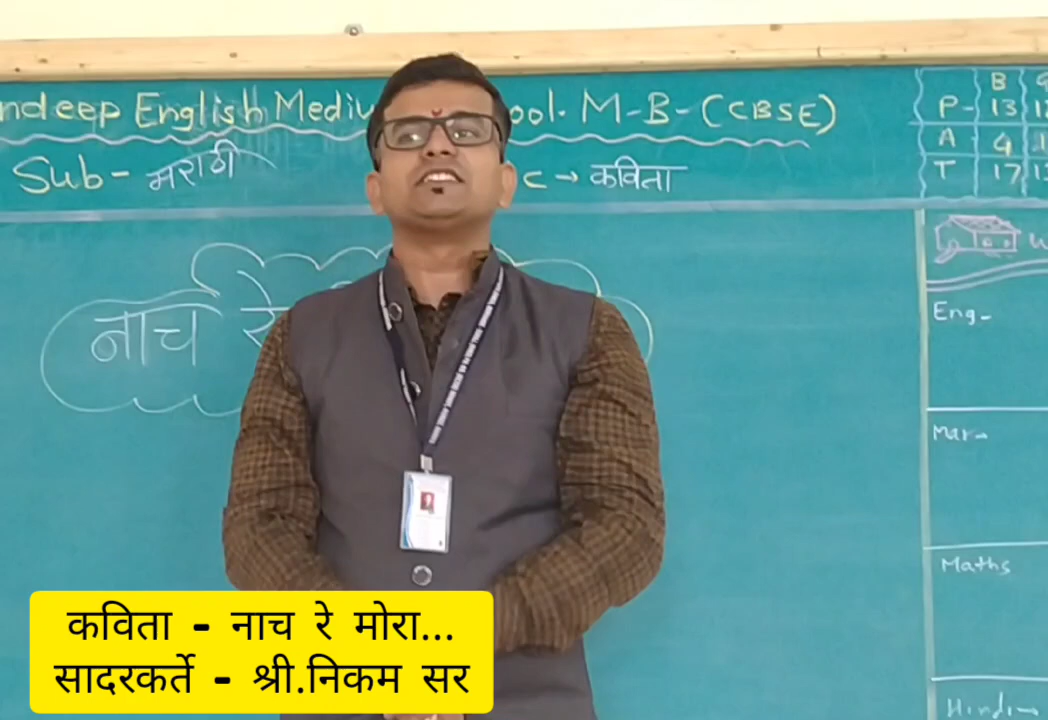 ndeep English Mediu ool. M-B-(CBSE)
Sub- मराठी c → कविता
नाच रे
B
P- 13
A 4
T 17
Eng-
Mar-
Maths
Hindi-
कविता - नाच रे मोरा...
सादरकर्ते - श्री.निकम सर